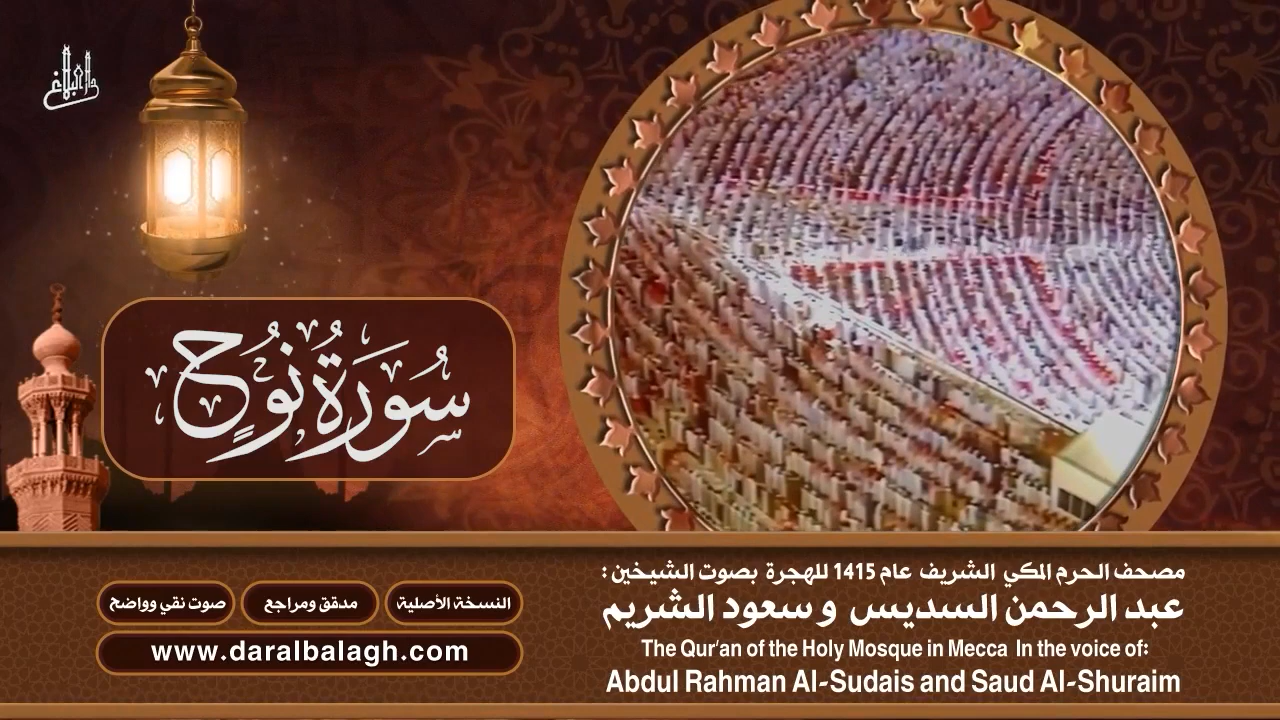 دار البلاغ
سُورَةُ نُوحٍ
مصحف الحرم المكي الشريف عام 1415 للهجرة بصوت الشيخين :
عبد الرحمن السديس و سعود الشريم
The Qur'an of the Holy Mosque in Mecca In the voice of:
Abdul Rahman Al-Sudais and Saud Al-Shuraim
النسخة الأصلية
مدقق ومراجع
صوت نقي وواضح
www.daralbalagh.com